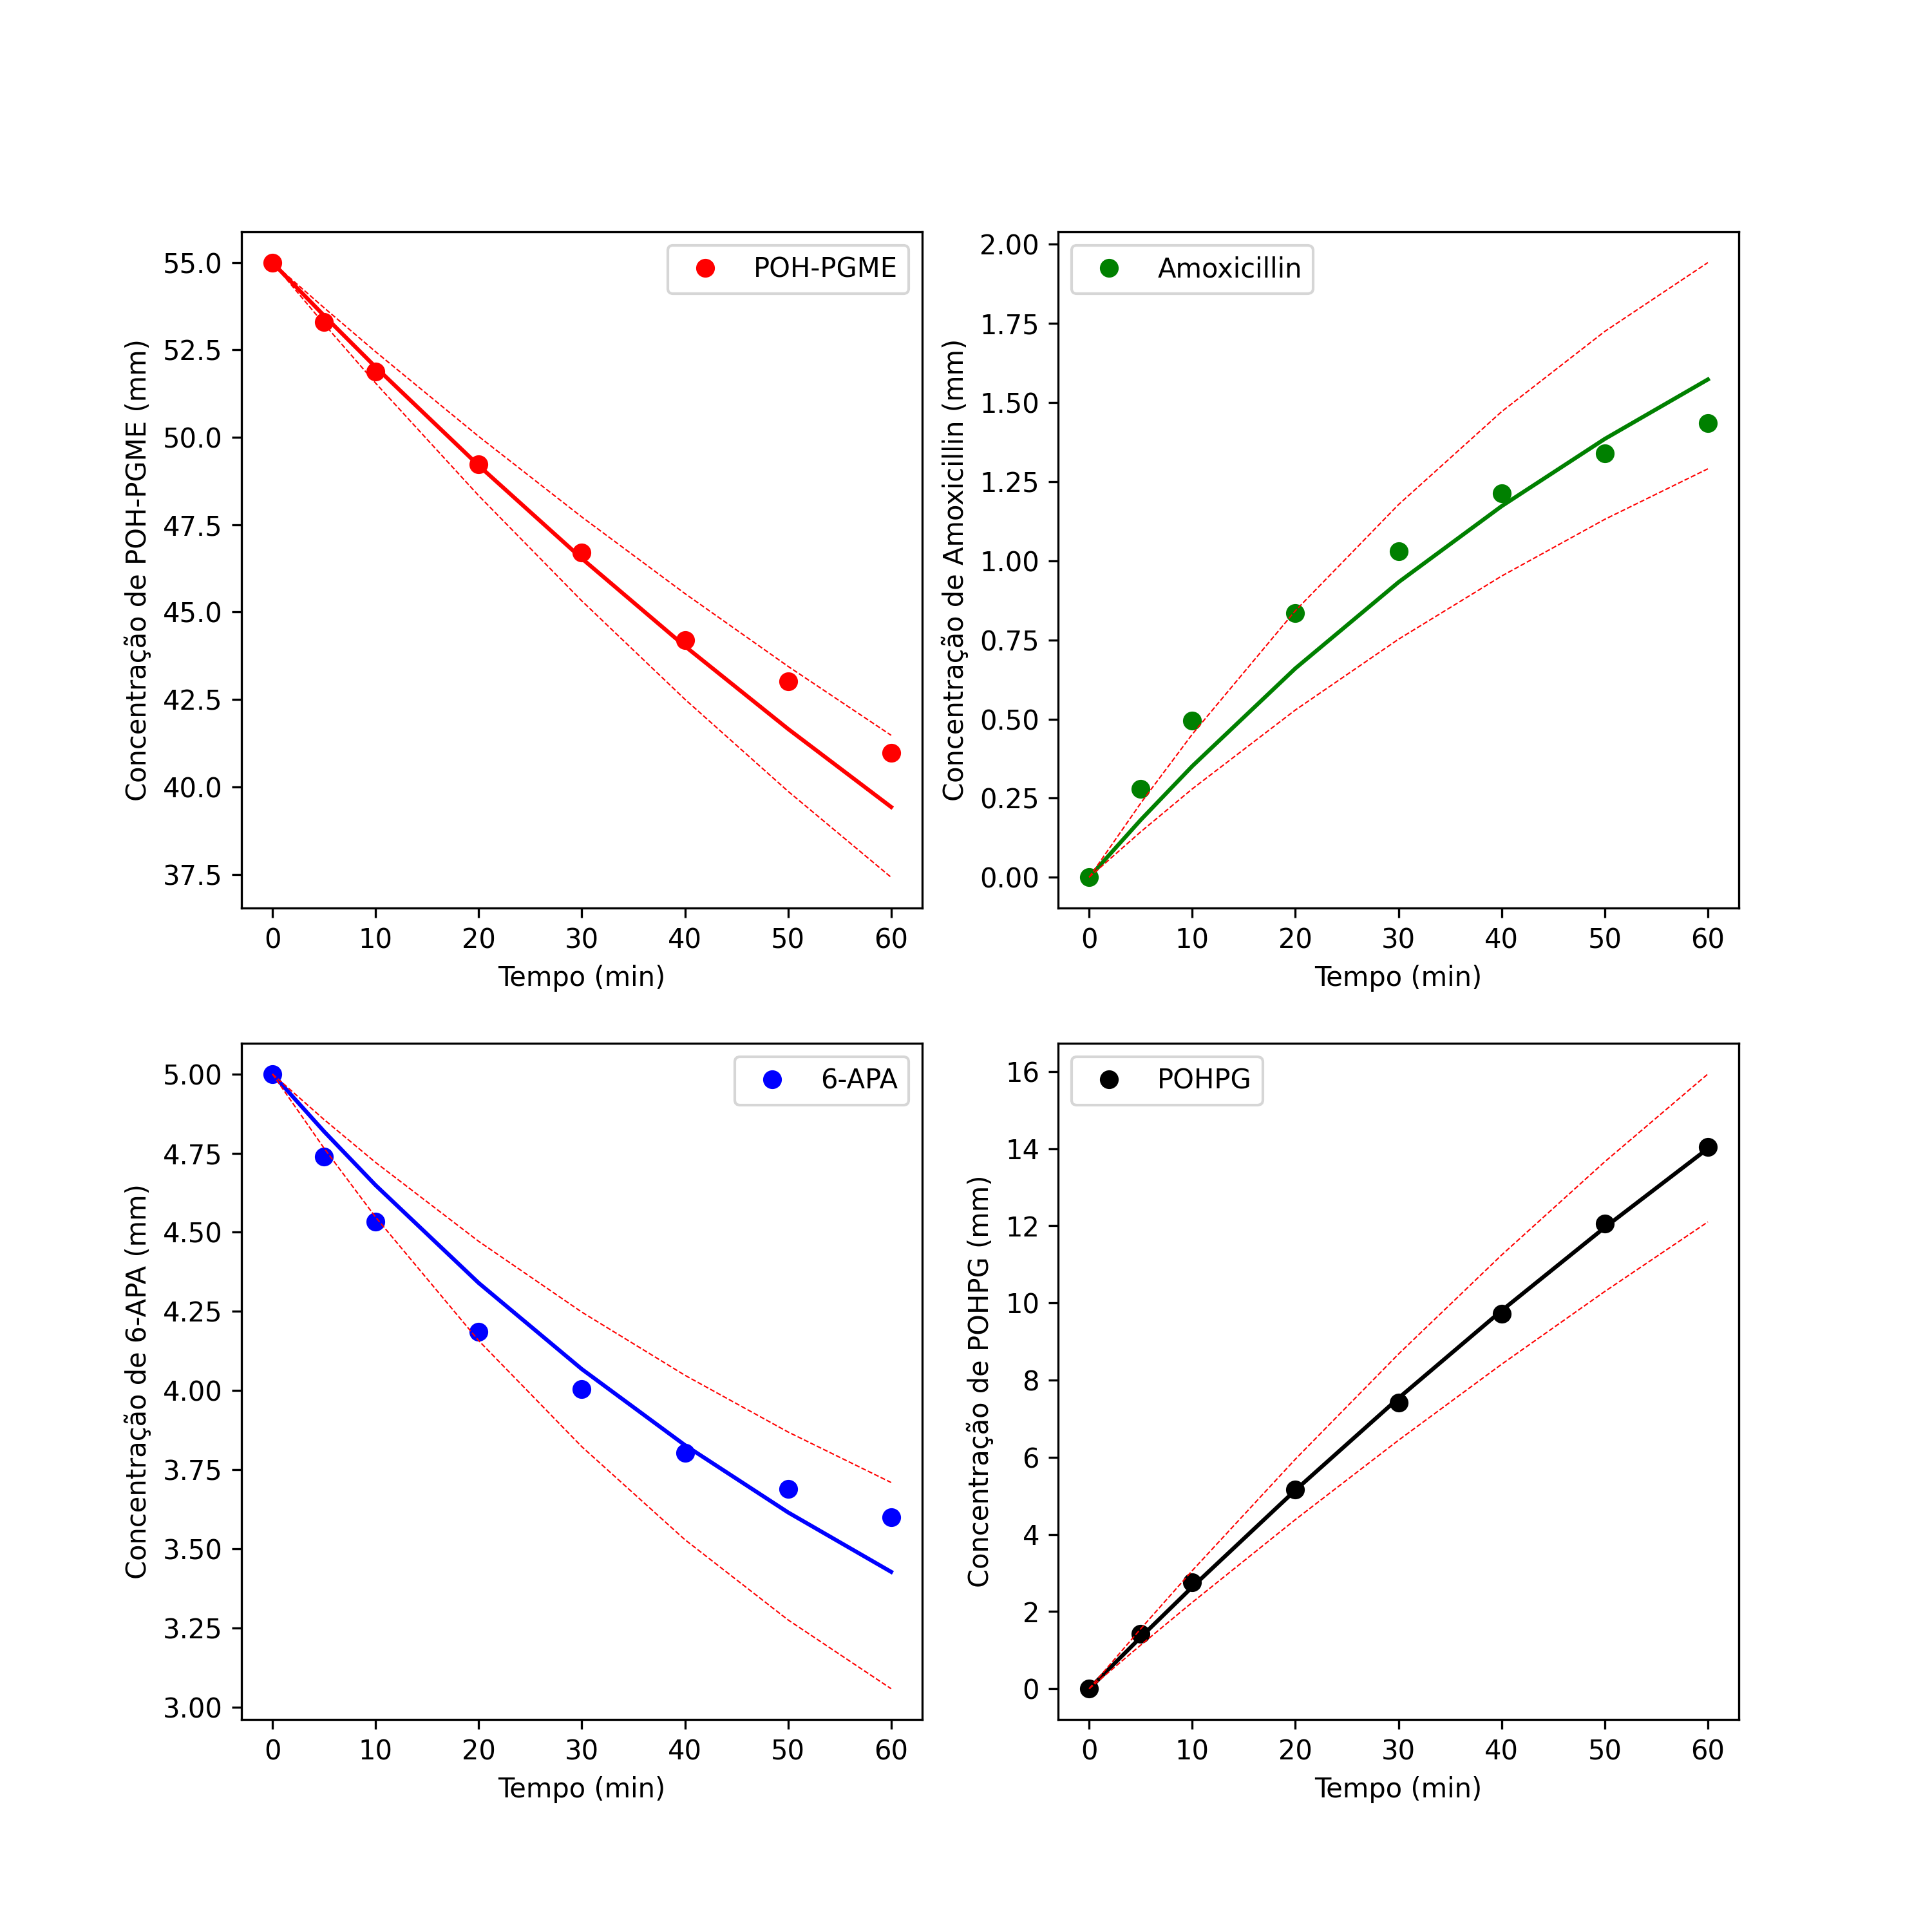 Concentração de POH-PGME (mm)
55.0
52.5
50.0
47.5
45.0
42.5
40.0
37.5
POH-PGME
0 10 20 30 40 50 60
Tempo (min)
Concentração de Amoxicillin (mm)
2.00
1.75
1.50
1.25
1.00
0.75
0.50
0.25
0.00
Amoxicillin
0 10 20 30 40 50 60
Tempo (min)
Concentração de 6-APA (mm)
5.00
4.75
4.50
4.25
4.00
3.75
3.50
3.25
3.00
6-APA
0 10 20 30 40 50 60
Tempo (min)
Concentração de POHPG (mm)
16
14
12
10
8
6
4
2
0
POHPG
0 10 20 30 40 50 60
Tempo (min)